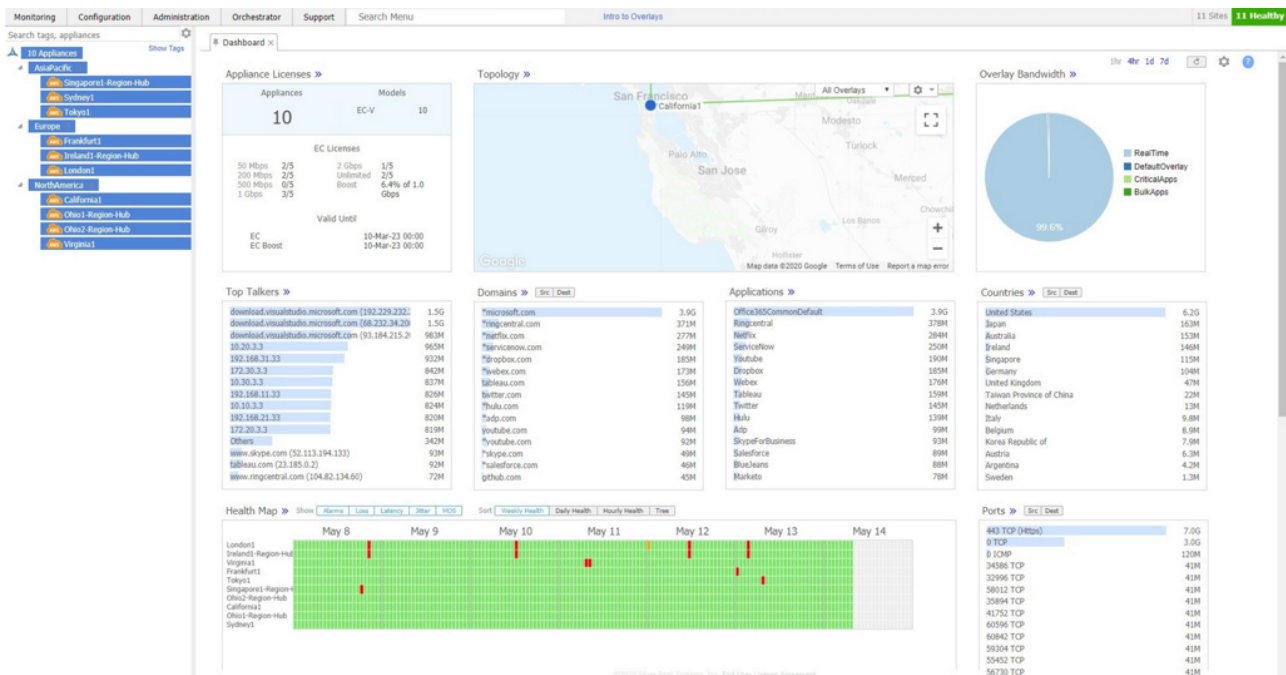 Monitoring Configuration Administration Orchestrator Support Search Menu Intro to Overlays 11 Sites 11 Healthy
Search tags, appliances
Show Tags
10 Appliances
AsiaPacific
Singapore1-Region-Hub
Sydney1
Tokyo1
Europe
Frankfurt1
Ireland1-Region-Hub
London1
NorthAmerica
California1
Ohio1-Region-Hub
Ohio2-Region-Hub
Virginia1
Dashboard ×
1hr 4hr 1d 7d
Appliance Licenses »
Appliances Models
10 EC-V 10
EC Licenses
50 Mbps 2/5 2 Gbps 1/5
200 Mbps 2/5 Unlimited 2/5
500 Mbps 0/5 Boost 6.4% of 1.0
1 Gbps 3/5 Gbps
Valid Until
EC 10-Mar-23 00:00
EC Boost 10-Mar-23 00:00
Topology »
All Overlays
San Francisco
California1
Modesto
Turlock
Palo Alto
San Jose
Merced
Los Banos
Gilroy
Hollister
Google
Map data ©2020 Google Terms of Use Report a map error
Overlay Bandwidth »
99.6%
RealTime
DefaultOverlay
CriticalApps
BulkApps
Top Talkers »
download.visualstudio.microsoft.com (192.229.232. 1.5G
download.visualstudio.microsoft.com (68.232.34.20 1.5G
download.visualstudio.microsoft.com (93.184.215.2 983M
10.20.3.3 965M
192.168.31.33 932M
172.30.3.3 842M
10.30.3.3 837M
192.168.11.33 826M
10.10.3.3 824M
192.168.21.33 820M
172.20.3.3 819M
Others 342M
www.skype.com (52.113.194.133) 93M
tableau.com (23.185.0.2) 92M
www.ringcentral.com (104.82.134.60) 72M
Domains » Src Dest
*microsoft.com 3.9G
*ringcentral.com 371M
*netflix.com 277M
*servicenow.com 249M
*dropbox.com 185M
*webex.com 173M
tableau.com 156M
twitter.com 145M
*hulu.com 119M
*adp.com 98M
youtube.com 94M
*youtube.com 92M
*skype.com 49M
*salesforce.com 46M
github.com 45M
Applications »
Office365CommonDefault 3.9G
Ringcentral 378M
Netflix 284M
ServiceNow 250M
Youtube 190M
Dropbox 185M
Webex 176M
Tableau 159M
Twitter 145M
Hulu 139M
Adp 99M
SkypeForBusiness 93M
Salesforce 89M
BlueJeans 88M
Marketo 78M
Countries » Src Dest
United States 6.2G
Japan 163M
Australia 153M
Ireland 146M
Singapore 115M
Germany 104M
United Kingdom 47M
Taiwan Province of China 22M
Netherlands 13M
Italy 9.8M
Belgium 8.9M
Korea Republic of 7.9M
Austria 6.3M
Argentina 4.2M
Sweden 1.3M
Health Map » Show Alarms Loss Latency Jitter MOS Sort Weekly Health Daily Health Hourly Health Tree
May 8 May 9 May 10 May 11 May 12 May 13 May 14
London1
Ireland1-Region-Hub
Virginia1
Frankfurt1
Tokyo1
Singapore1-Region-H
Ohio2-Region-Hub
California1
Ohio1-Region-Hub
Sydney1
Ports » Src Dest
443 TCP (Https) 7.0G
0 TCP 3.0G
0 ICMP 120M
34586 TCP 41M
32996 TCP 41M
58012 TCP 41M
35894 TCP 41M
41752 TCP 41M
60596 TCP 41M
60842 TCP 41M
59304 TCP 41M
55452 TCP 41M
56730 TCP 41M